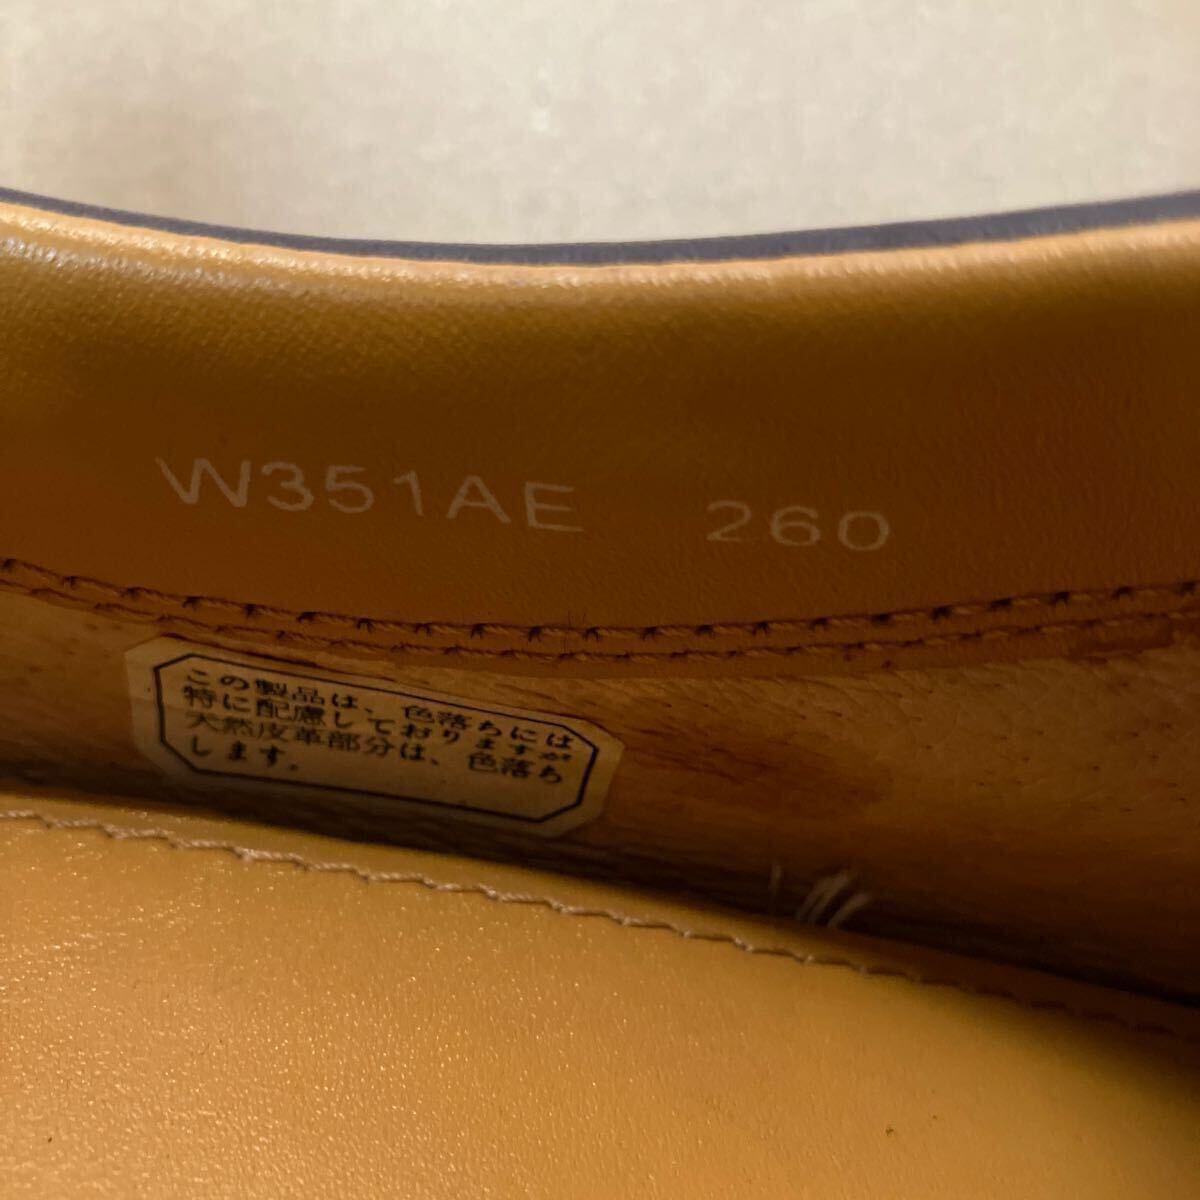 W351AE 260
この製品は、色落ちには
特に配慮しておりますが
天然皮革部分は、色落ち
します。